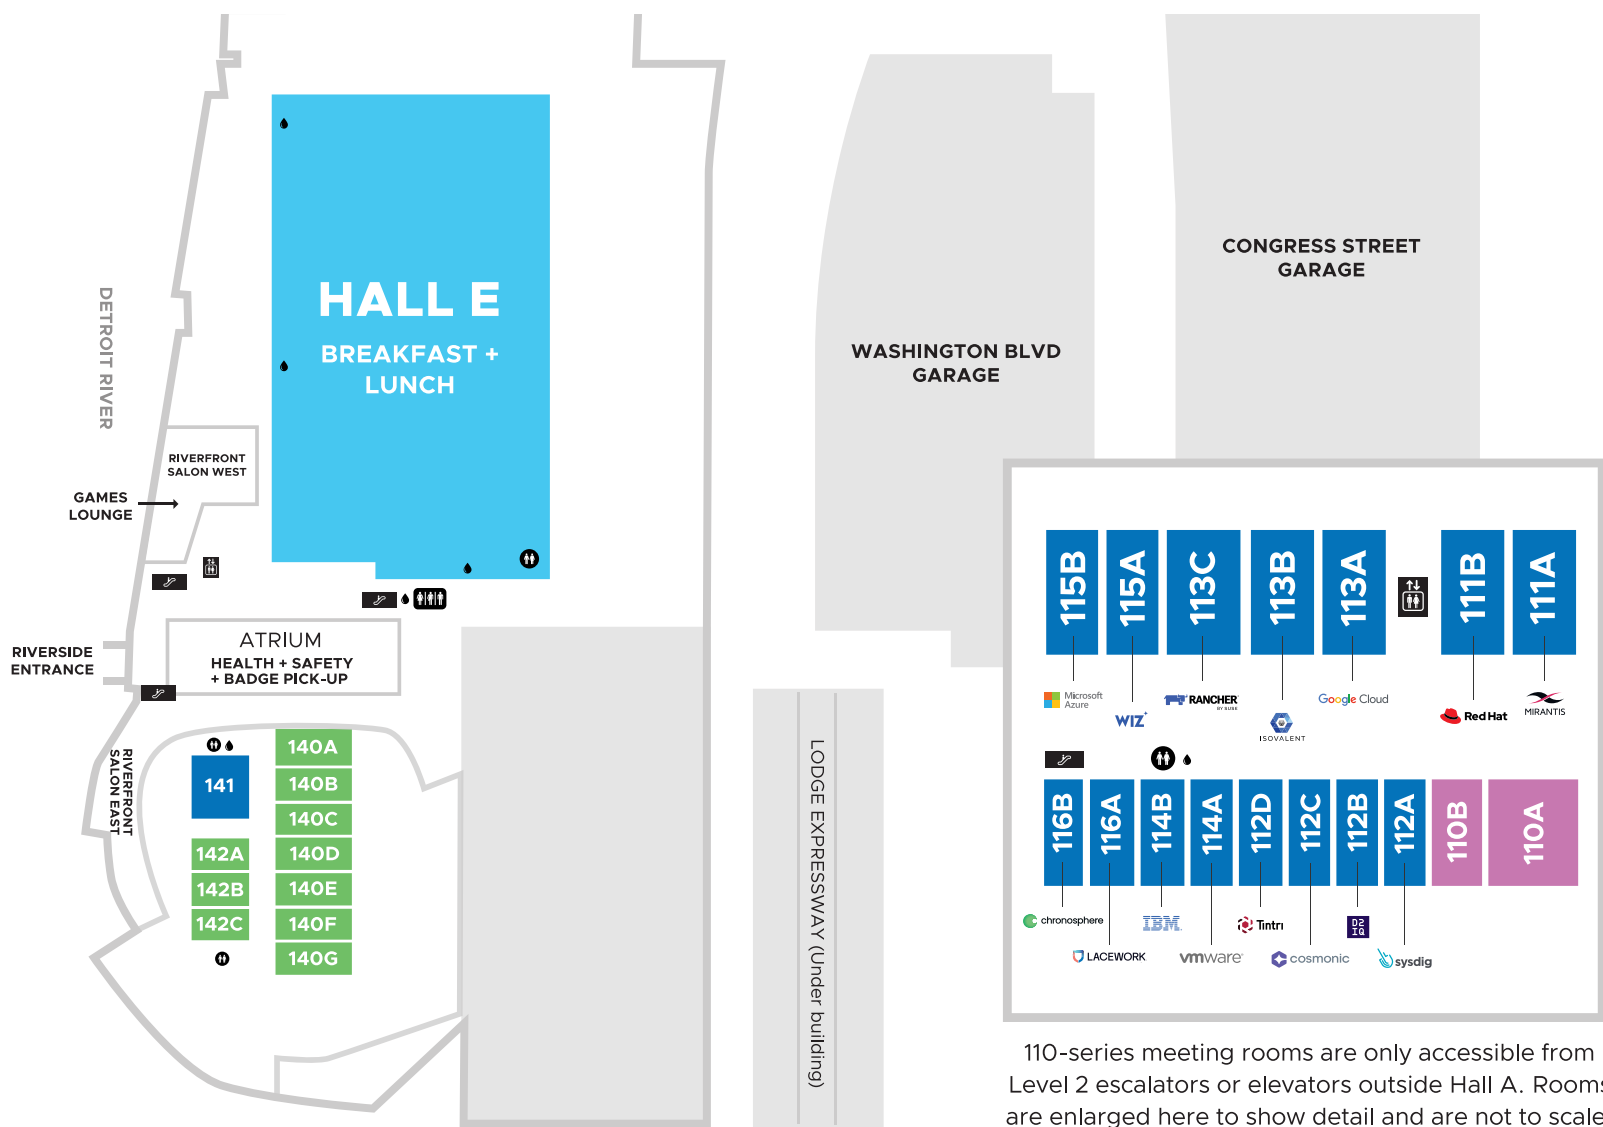 HALL E
BREAKFAST +
LUNCH
DETROIT RIVER
RIVERFRONT
SALON WEST
GAMES
LOUNGE
RIVERSIDE
ENTRANCE
ATRIUM
HEALTH + SAFETY
+ BADGE PICK-UP
RIVERFRONT
SALON EAST
141
142A
142B
142C
140A
140B
140C
140D
140E
140F
140G
WASHINGTON BLVD
GARAGE
CONGRESS STREET
GARAGE
LODGE EXPRESSWAY (Under building)
115B
115A
113C
113B
113A
111B
111A
Microsoft
Azure
WIZ
RANCHER
BY SUSE
ISOVALENT
Google Cloud
Red Hat
MIRANTIS
116B
116A
114B
114A
112D
112C
112B
112A
110B
110A
chronosphere
LACEWORK
IBM
vmware
Tintri
cosmonic
D2
IQ
sysdig
110-series meeting rooms are only accessible from
Level 2 escalators or elevators outside Hall A. Rooms
are enlarged here to show detail and are not to scale.